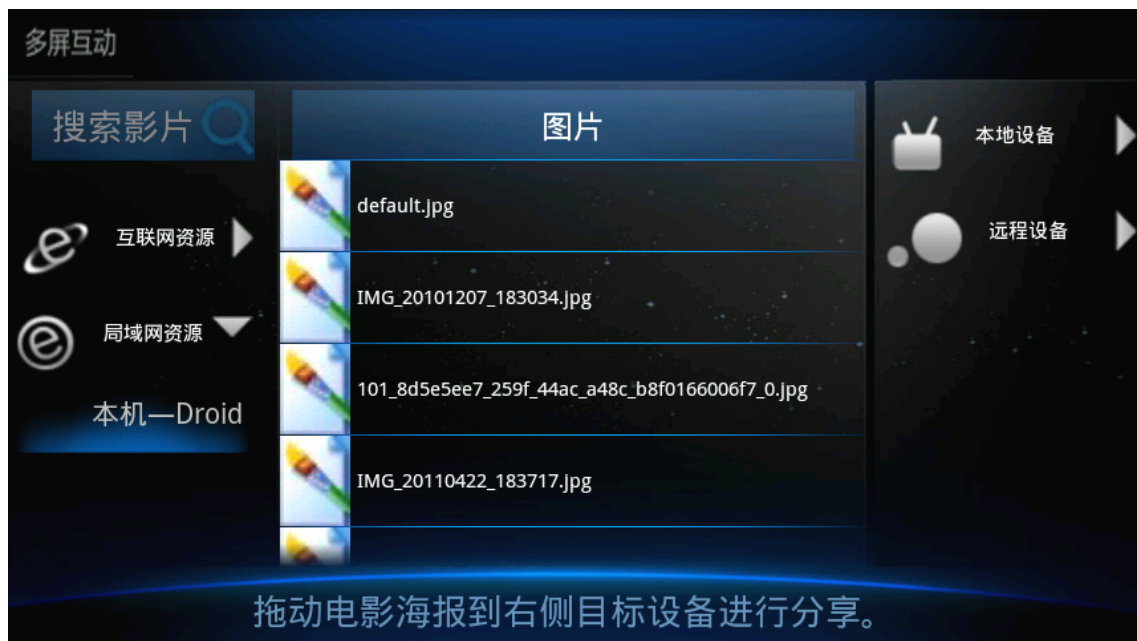 多屏互动
搜索影片
互联网资源
局域网资源
本机—Droid
图片
default.jpg
IMG_20101207_183034.jpg
101_8d5e5ee7_259f_44ac_a48c_b8f0166006f7_0.jpg
IMG_20110422_183717.jpg
本地设备
远程设备
拖动电影海报到右侧目标设备进行分享。